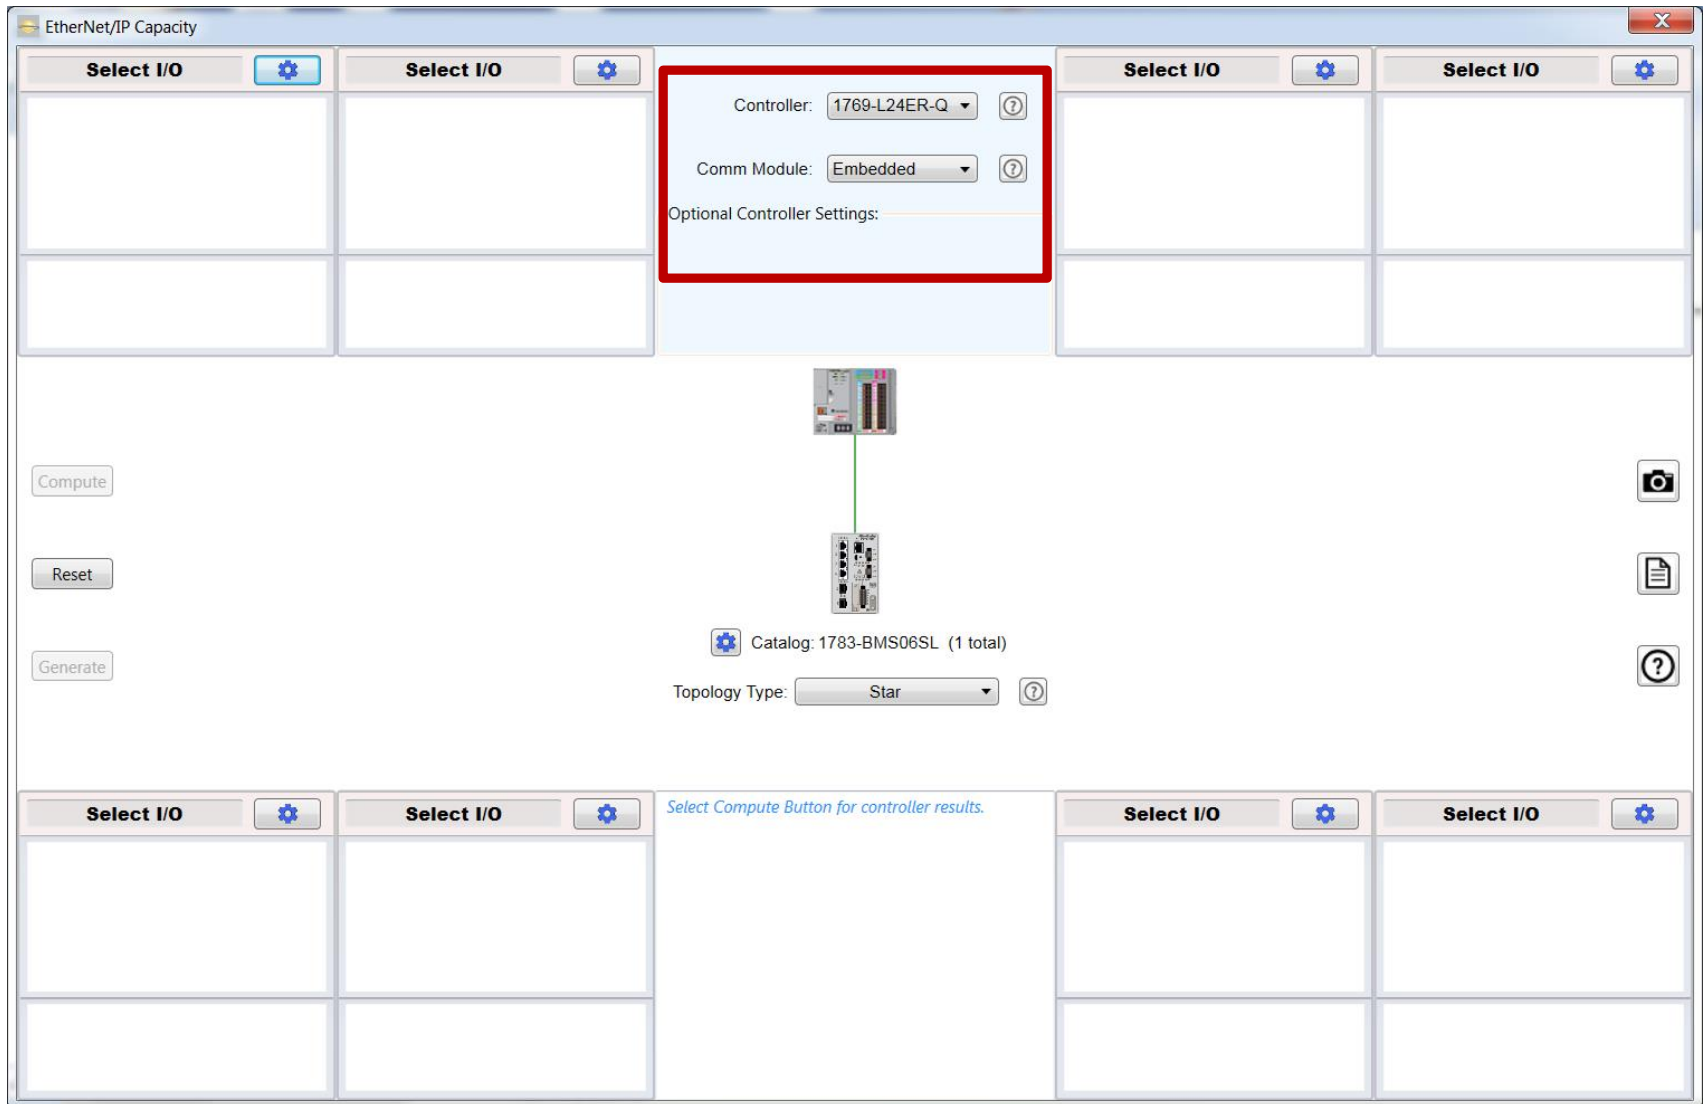 EtherNet/IP Capacity
X
Select I/O
Select I/O
Select I/O
Select I/O
Controller: 1769-L24ER-Q ?
Comm Module: Embedded ?
Optional Controller Settings:
Compute
Reset
Generate
?
Catalog: 1783-BMS06SL (1 total)
Topology Type: Star ?
Select I/O
Select I/O
Select Compute Button for controller results.
Select I/O
Select I/O